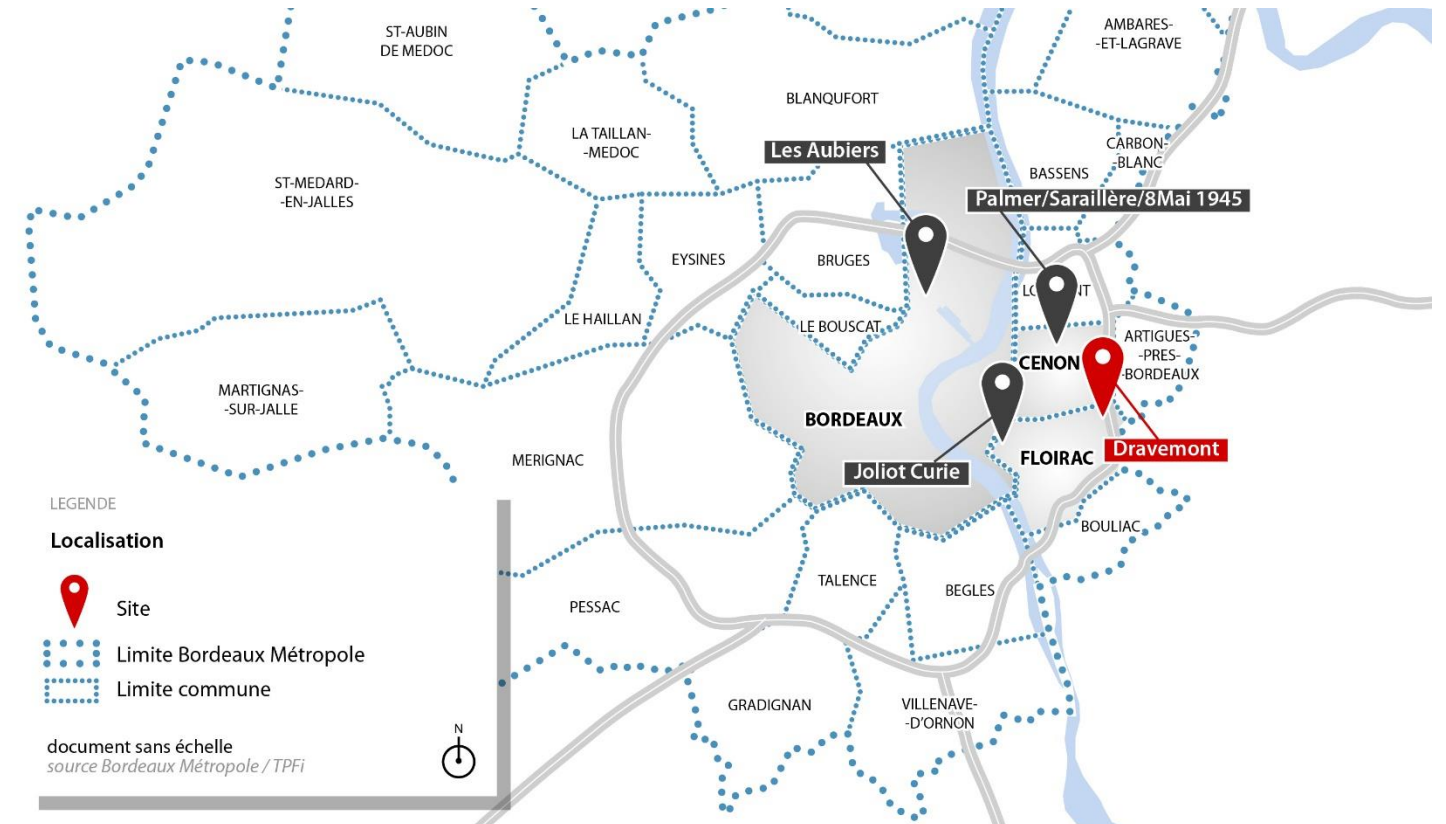 ST-AUBIN
DE MEDOC
AMBARES-
-ET-LAGRAVE
BLANQUFORT
LA TAILLAN-
-MEDOC
Les Aubiers
CARBON-
-BLANC
BASSENS
ST-MEDARD-
-EN-JALLES
Palmer/Saraillère/8Mai 1945
EYSINES
BRUGES
LE HAILLAN
LE BOUSCAT
ARTIGUES-
-PRES-
-BORDEAUX
CENON
MARTIGNAS-
-SUR-JALLE
BORDEAUX
MERIGNAC
Joliot Curie
FLOIRAC
Dravemont
BOULIAC
TALENCE
BEGLES
PESSAC
GRADIGNAN
VILLENAVE-
-D'ORNON
LEGENDE
Localisation
Site
Limite Bordeaux Métropole
Limite commune
document sans échelle
source Bordeaux Métropole / TPFi
N